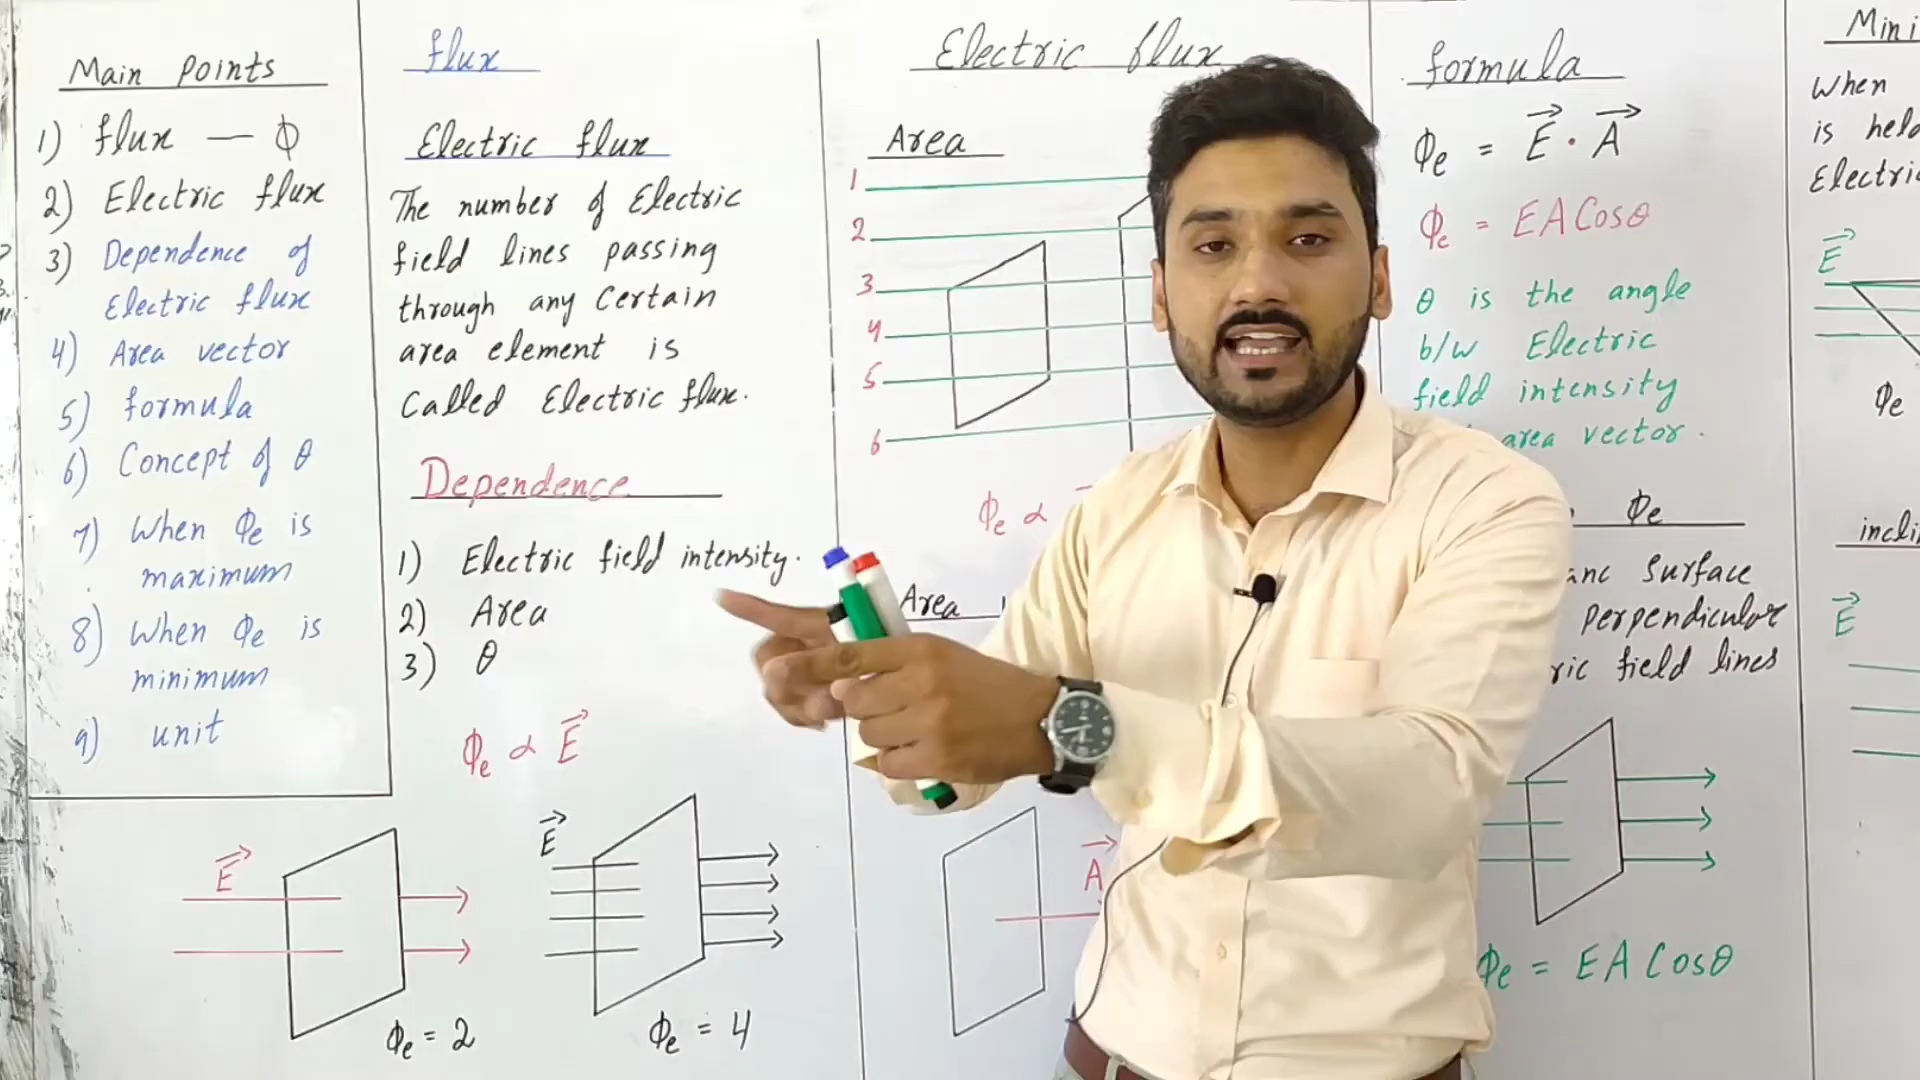 Main Points
1) flux — Φ
2) Electric flux
3) Dependence of
Electric flux
4) Area vector
5) formula
6) Concept of θ
7) When Φe is
maximum
8) When Φe is
minimum
9) unit
flux
Electric flux
The number of Electric
field lines passing
through any Certain
area element is
Called Electric flux.
Dependence
1) Electric field intensity.
2) Area
3) θ
Φe ∝ E⃗
E⃗
Φe = 2
E⃗
Φe = 4
Electric flux
Area
1
2
3
4
5
6
Φe ∝
Area
A⃗
formula
Φe = E⃗ · A⃗
Φe = EA Cosθ
θ is the angle
b/w Electric
field intensity
area vector.
Φe
Surface
Perpendicular
field lines
Φe = EA Cosθ
When
is
E⃗
Φe
E⃗